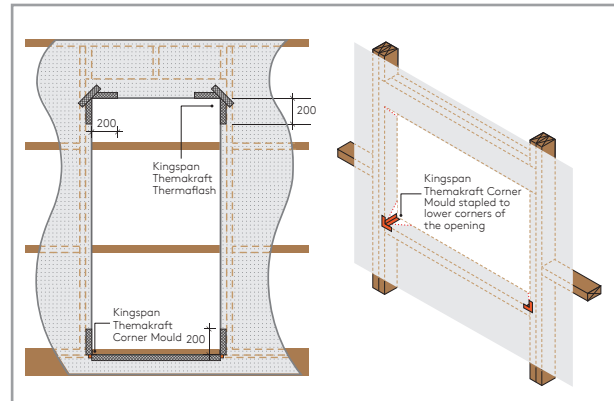 200
200
Kingspan
Themakraft
Thermaflash
Kingspan
Themakraft
Corner Mould
200
Kingspan
Themakraft Corner
Mould stapled to
lower corners of
the opening